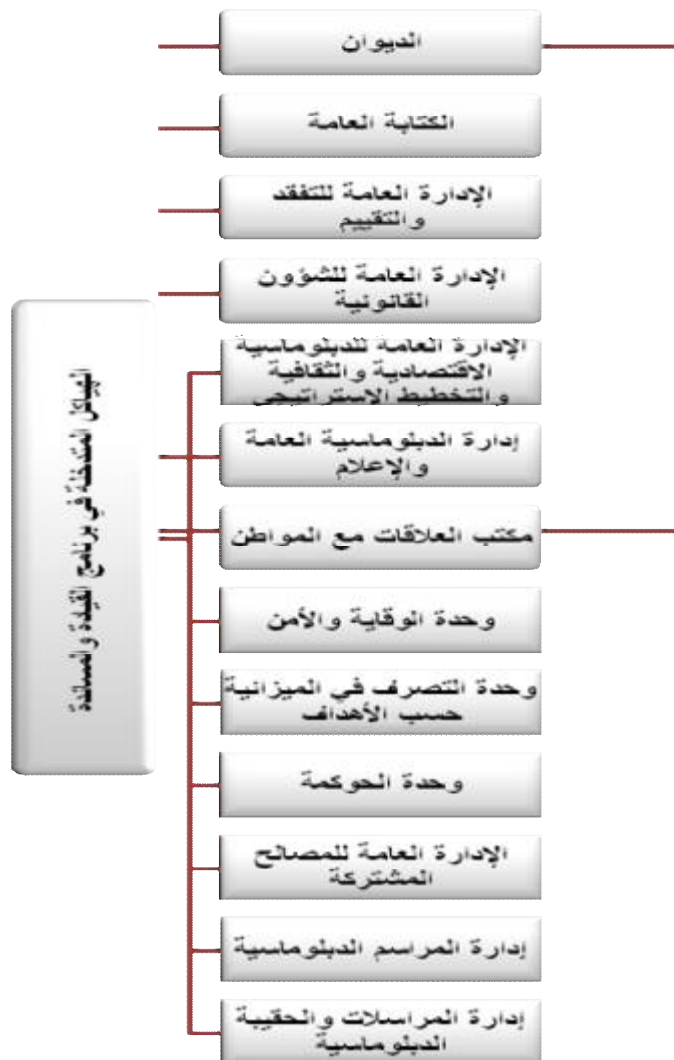 الهياكل المتدخلة في برنامج القيادة والمساندة
الديوان
الكتابة العامة
الإدارة العامة للتفقد
والتقييم
الإدارة العامة للشؤون
القانونية
الإدارة العامة للدبلوماسية
الاقتصادية والثقافية
والتخطيط الاستراتيجي
إدارة الدبلوماسية العامة
والإعلام
مكتب العلاقات مع المواطن
وحدة الوقاية والأمن
وحدة التصرف في الميزانية
حسب الأهداف
وحدة الحوكمة
الإدارة العامة للمصالح
المشتركة
إدارة المراسم الدبلوماسية
إدارة المراسلات والحقيبة
الدبلوماسية